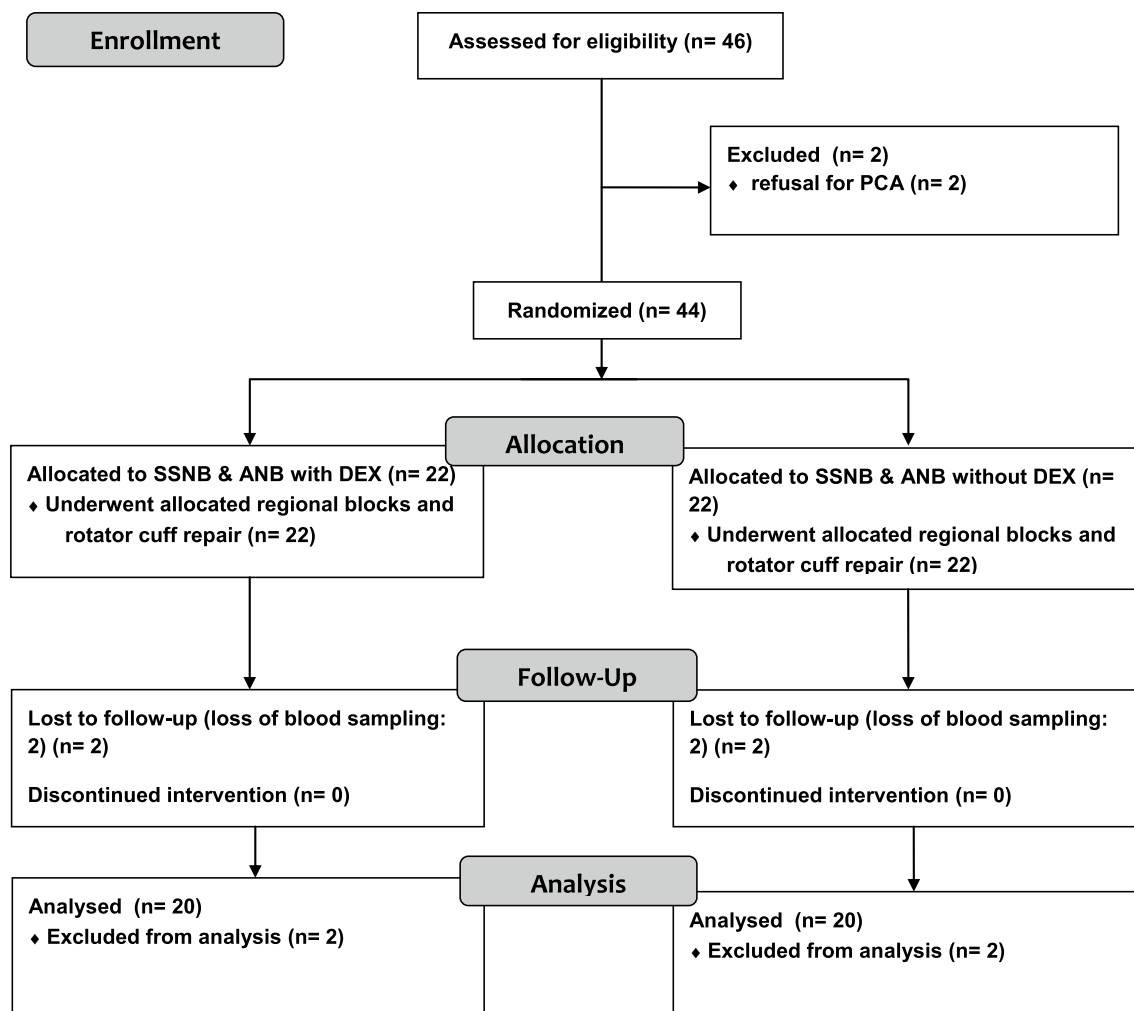 Enrollment
Assessed for eligibility (n= 46)
Excluded (n= 2)
♦ refusal for PCA (n= 2)
Randomized (n= 44)
Allocation
Allocated to SSNB & ANB with DEX (n= 22)
♦ Underwent allocated regional blocks and
rotator cuff repair (n= 22)
Allocated to SSNB & ANB without DEX (n=
22)
♦ Underwent allocated regional blocks and
rotator cuff repair (n= 22)
Follow-Up
Lost to follow-up (loss of blood sampling:
2) (n= 2)
Discontinued intervention (n= 0)
Lost to follow-up (loss of blood sampling:
2) (n= 2)
Discontinued intervention (n= 0)
Analysis
Analysed (n= 20)
♦ Excluded from analysis (n= 2)
Analysed (n= 20)
♦ Excluded from analysis (n= 2)